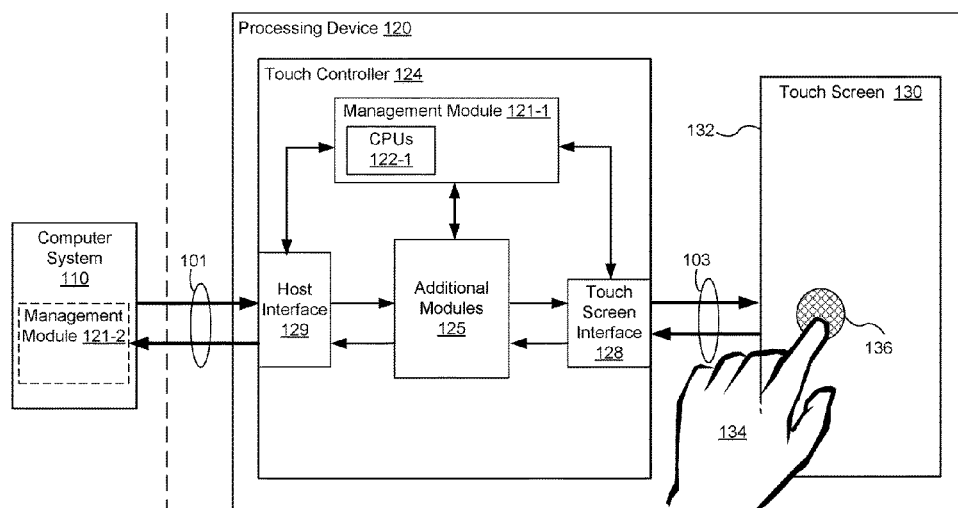 Processing Device 120
Touch Controller 124
Management Module 121-1
CPUs
122-1
Touch Screen 130
132
Computer
System
110
Management
Module 121-2
101
Host
Interface
129
Additional
Modules
125
Touch
Screen
Interface
128
103
136
134